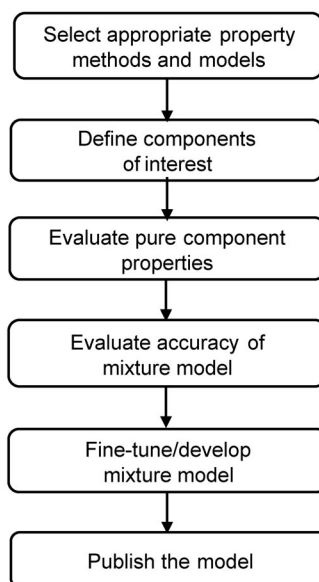 Select appropriate property
methods and models
Define components
of interest
Evaluate pure component
properties
Evaluate accuracy of
mixture model
Fine-tune/develop
mixture model
Publish the model